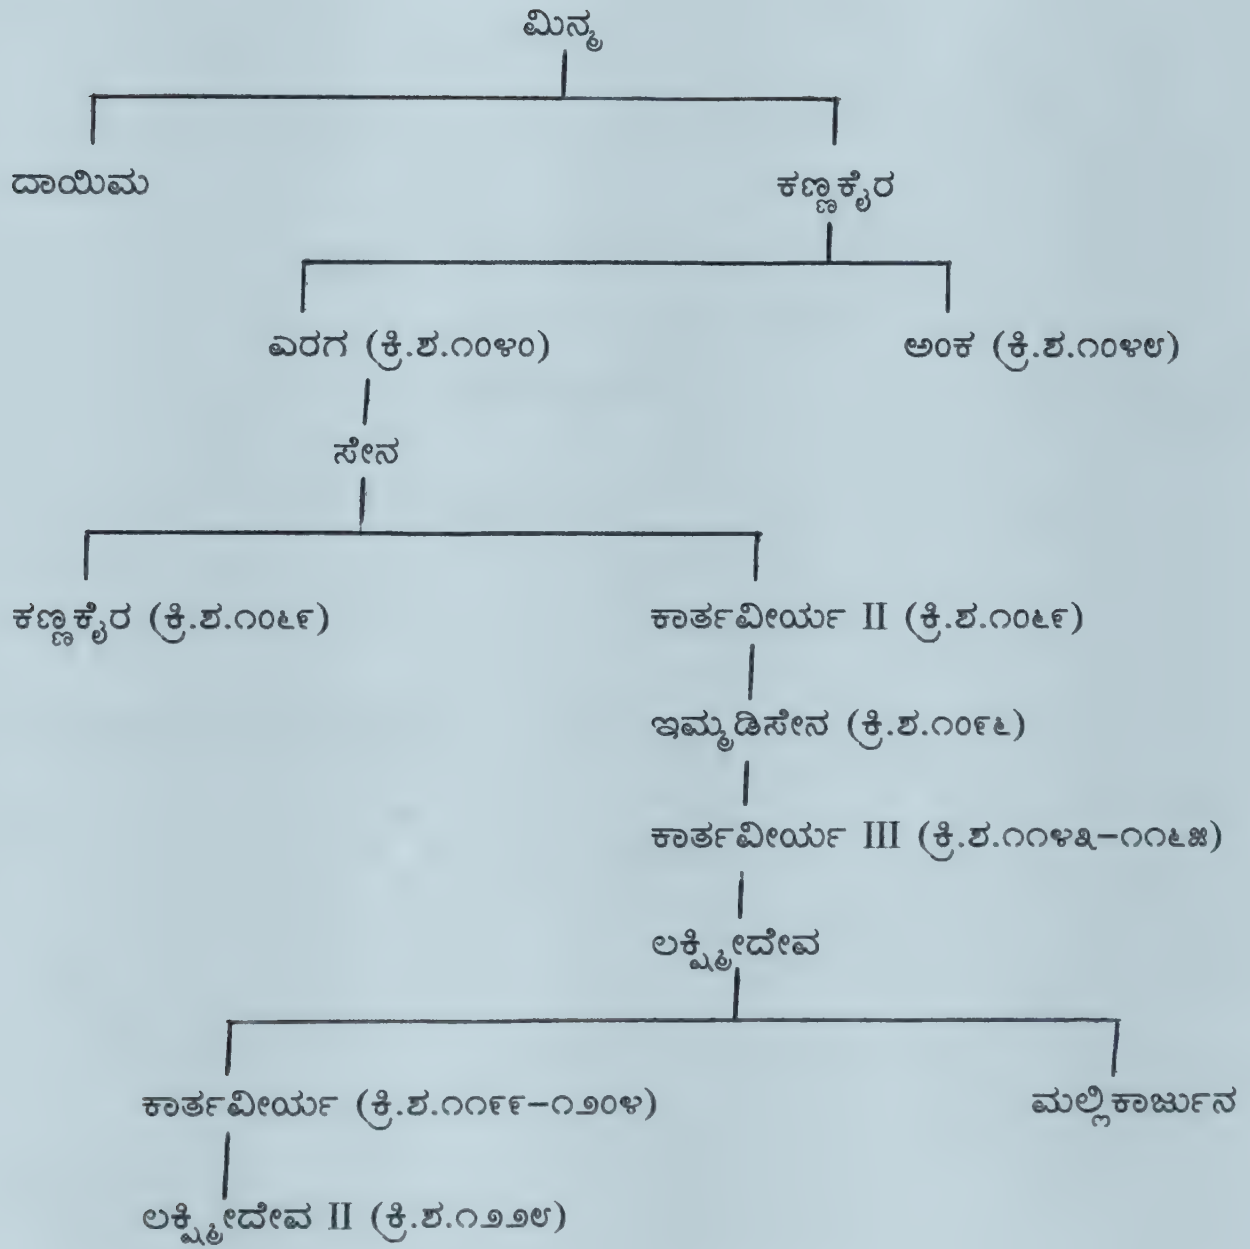 ಮಿನ್ಮ
ದಾಯಿಮ ಕಣ್ಣಕೈರ
ಎರಗ (ಕ್ರಿ.ಶ.೧೦೪೦) ಅಂಕ (ಕ್ರಿ.ಶ.೧೦೪೮)
ಸೇನ
ಕಣ್ಣಕೈರ (ಕ್ರಿ.ಶ.೧೦೬೯) ಕಾರ್ತವೀರ್ಯ II (ಕ್ರಿ.ಶ.೧೦೬೯)
ಇಮ್ಮಡಿಸೇನ (ಕ್ರಿ.ಶ.೧೦೯೬)
ಕಾರ್ತವೀರ್ಯ III (ಕ್ರಿ.ಶ.೧೧೪೩–೧೧೬೫)
ಲಕ್ಷ್ಮೀದೇವ
ಕಾರ್ತವೀರ್ಯ (ಕ್ರಿ.ಶ.೧೧೯೯–೧೨೦೪) ಮಲ್ಲಿಕಾರ್ಜುನ
ಲಕ್ಷ್ಮೀದೇವ II (ಕ್ರಿ.ಶ.೧೨೨೮)